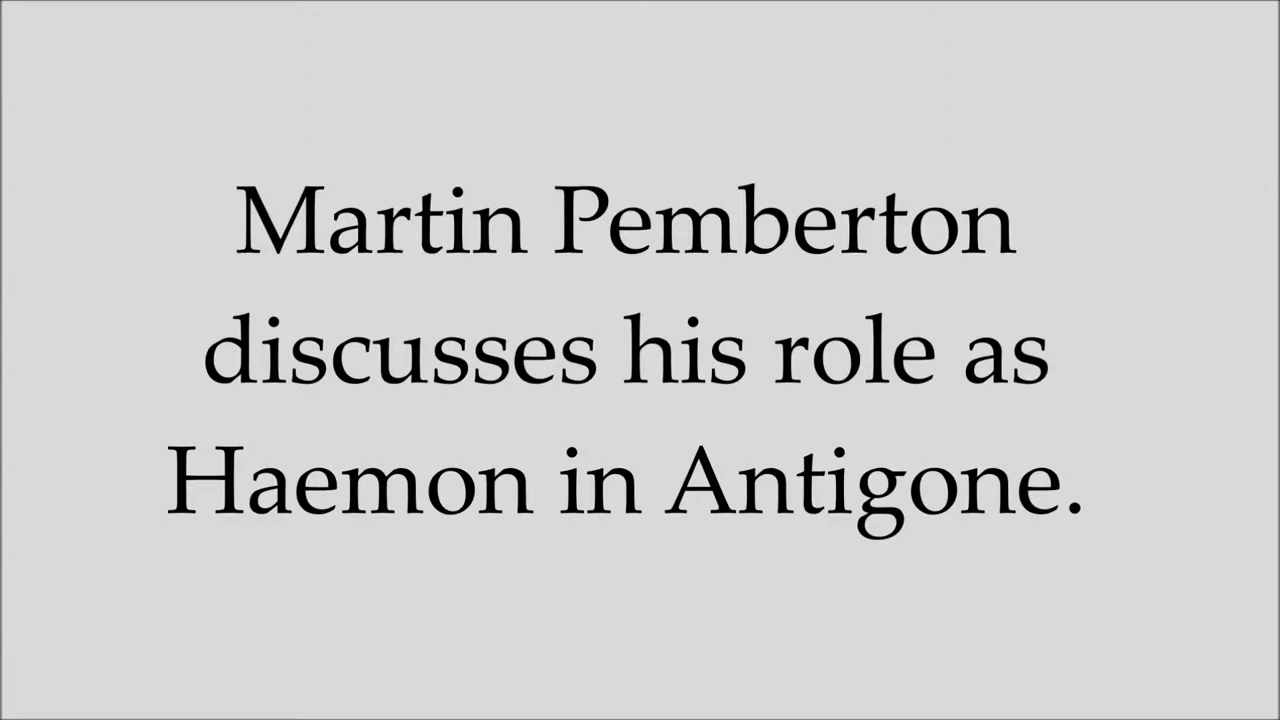 Martin Pemberton
discusses his role as
Haemon in Antigone.